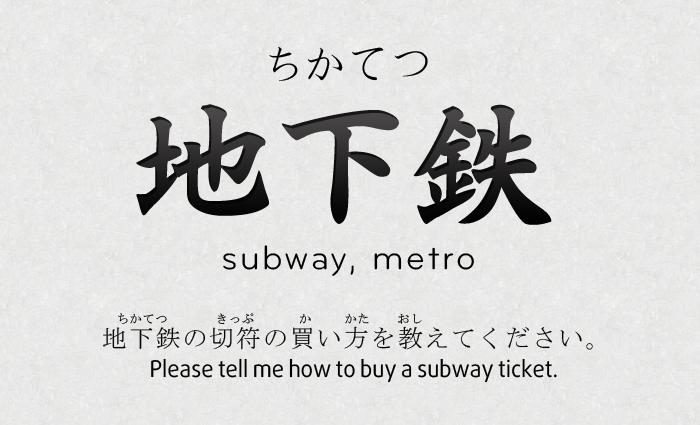 ちかてつ
地下鉄
subway, metro
ちかてつ きっぷ か かた おし
地下鉄の切符の買い方を教えてください。
Please tell me how to buy a subway ticket.